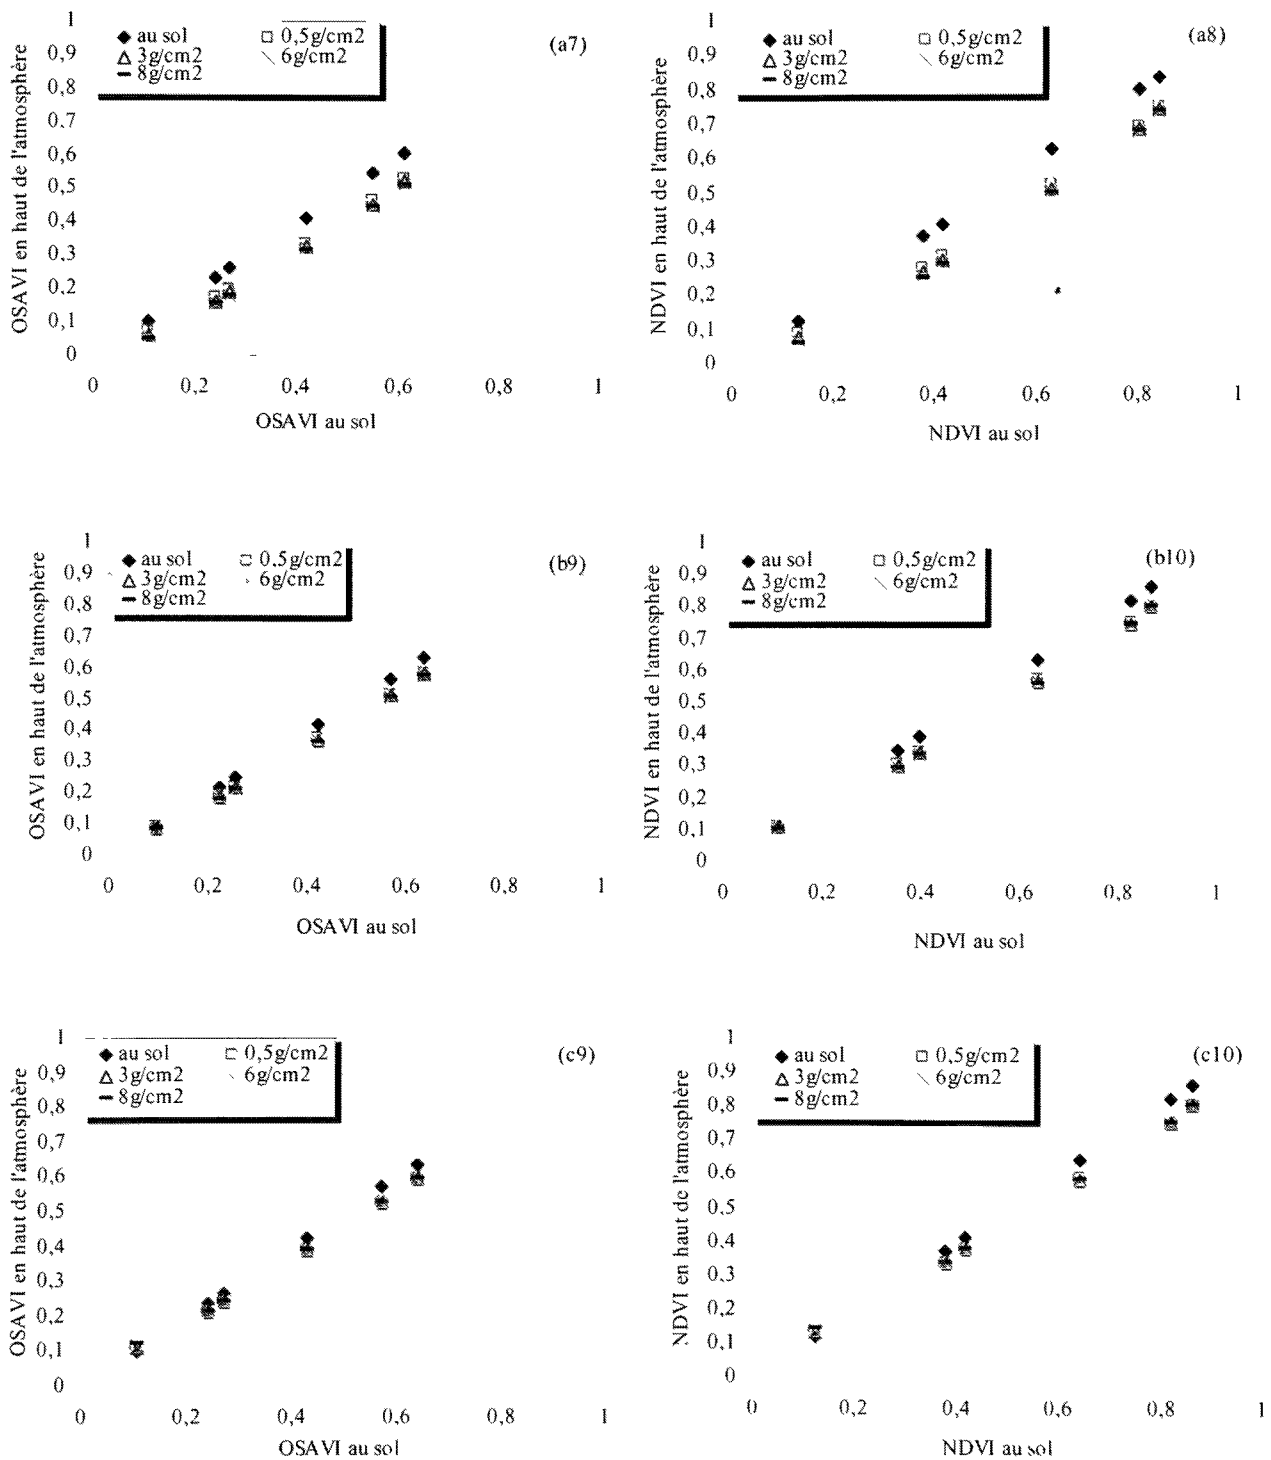 OSAVI en haut de l'atmosphère
1
0,9
0,8
0,7
0,6
0,5
0,4
0,3
0,2
0,1
0
◆ au sol □ 0,5g/cm2
△ 3g/cm2 \ 6g/cm2
- 8g/cm2
(a7)
0 0,2 0,4 0,6 0,8 1
OSAVI au sol
NDVI en haut de l'atmosphère
1
0,9
0,8
0,7
0,6
0,5
0,4
0,3
0,2
0,1
0
◆ au sol □ 0,5g/cm2
△ 3g/cm2 \ 6g/cm2
- 8g/cm2
(a8)
0 0,2 0,4 0,6 0,8 1
NDVI au sol
OSAVI en haut de l'atmosphère
1
0,9
0,8
0,7
0,6
0,5
0,4
0,3
0,2
0,1
0
◆ au sol □ 0.5g/cm2
△ 3g/cm2 \ 6g/cm2
- 8g/cm2
(b9)
0 0,2 0,4 0,6 0,8 1
OSAVI au sol
NDVI en haut de l'atmosphère
1
0,9
0,8
0,7
0,6
0,5
0,4
0,3
0,2
0,1
0
◆ au sol □ 0.5g/cm2
△ 3g/cm2 \ 6g/cm2
- 8g/cm2
(b10)
0 0,2 0,4 0,6 0,8 1
NDVI au sol
OSAVI en haut de l'atmosphère
1
0,9
0,8
0,7
0,6
0,5
0,4
0,3
0,2
0,1
0
◆ au sol □ 0,5g/cm2
△ 3g/cm2 \ 6g/cm2
- 8g/cm2
(c9)
0 0,2 0,4 0,6 0,8 1
OSAVI au sol
NDVI en haut de l'atmosphère
1
0,9
0,8
0,7
0,6
0,5
0,4
0,3
0,2
0,1
0
◆ au sol □ 0,5g/cm2
△ 3g/cm2 \ 6g/cm2
- 8g/cm2
(c10)
0 0,2 0,4 0,6 0,8 1
NDVI au sol